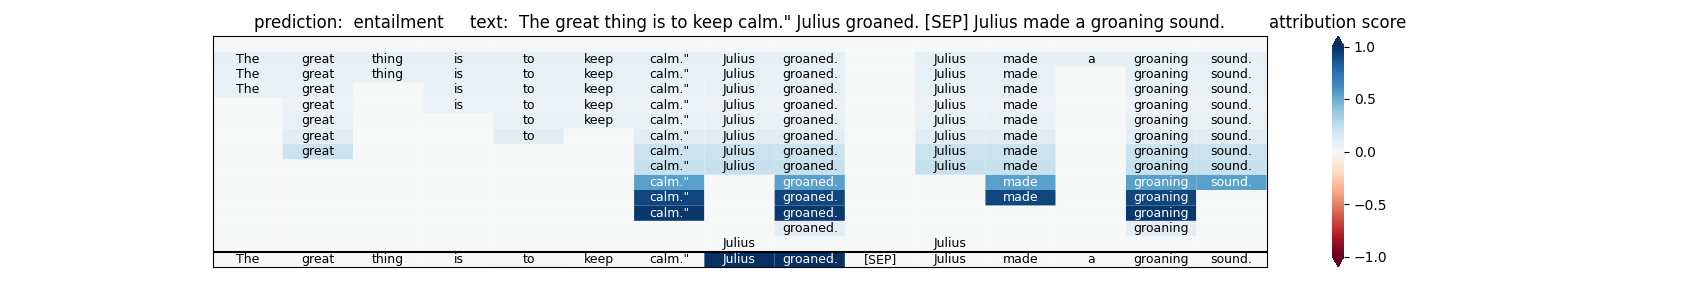 prediction:  entailment     text:  The great thing is to keep calm." Julius groaned. [SEP] Julius made a groaning sound.     attribution score
The great thing is to keep calm." Julius groaned. Julius made a groaning sound. 1.0
The great thing is to keep calm." Julius groaned. Julius made groaning sound.
The great is to keep calm." Julius groaned. Julius made groaning sound.
great is to keep calm." Julius groaned. Julius made groaning sound. 0.5
great to keep calm." Julius groaned. Julius made groaning sound.
great to calm." Julius groaned. Julius made groaning sound.
great calm." Julius groaned. Julius made groaning sound. 0.0
calm." Julius groaned. Julius made groaning sound.
calm." groaned. made groaning sound.
calm." groaned. made groaning
−0.5
calm." groaned. groaning
groaned. groaning
Julius Julius
The great thing is to keep calm." Julius groaned. [SEP] Julius made a groaning sound. −1.0